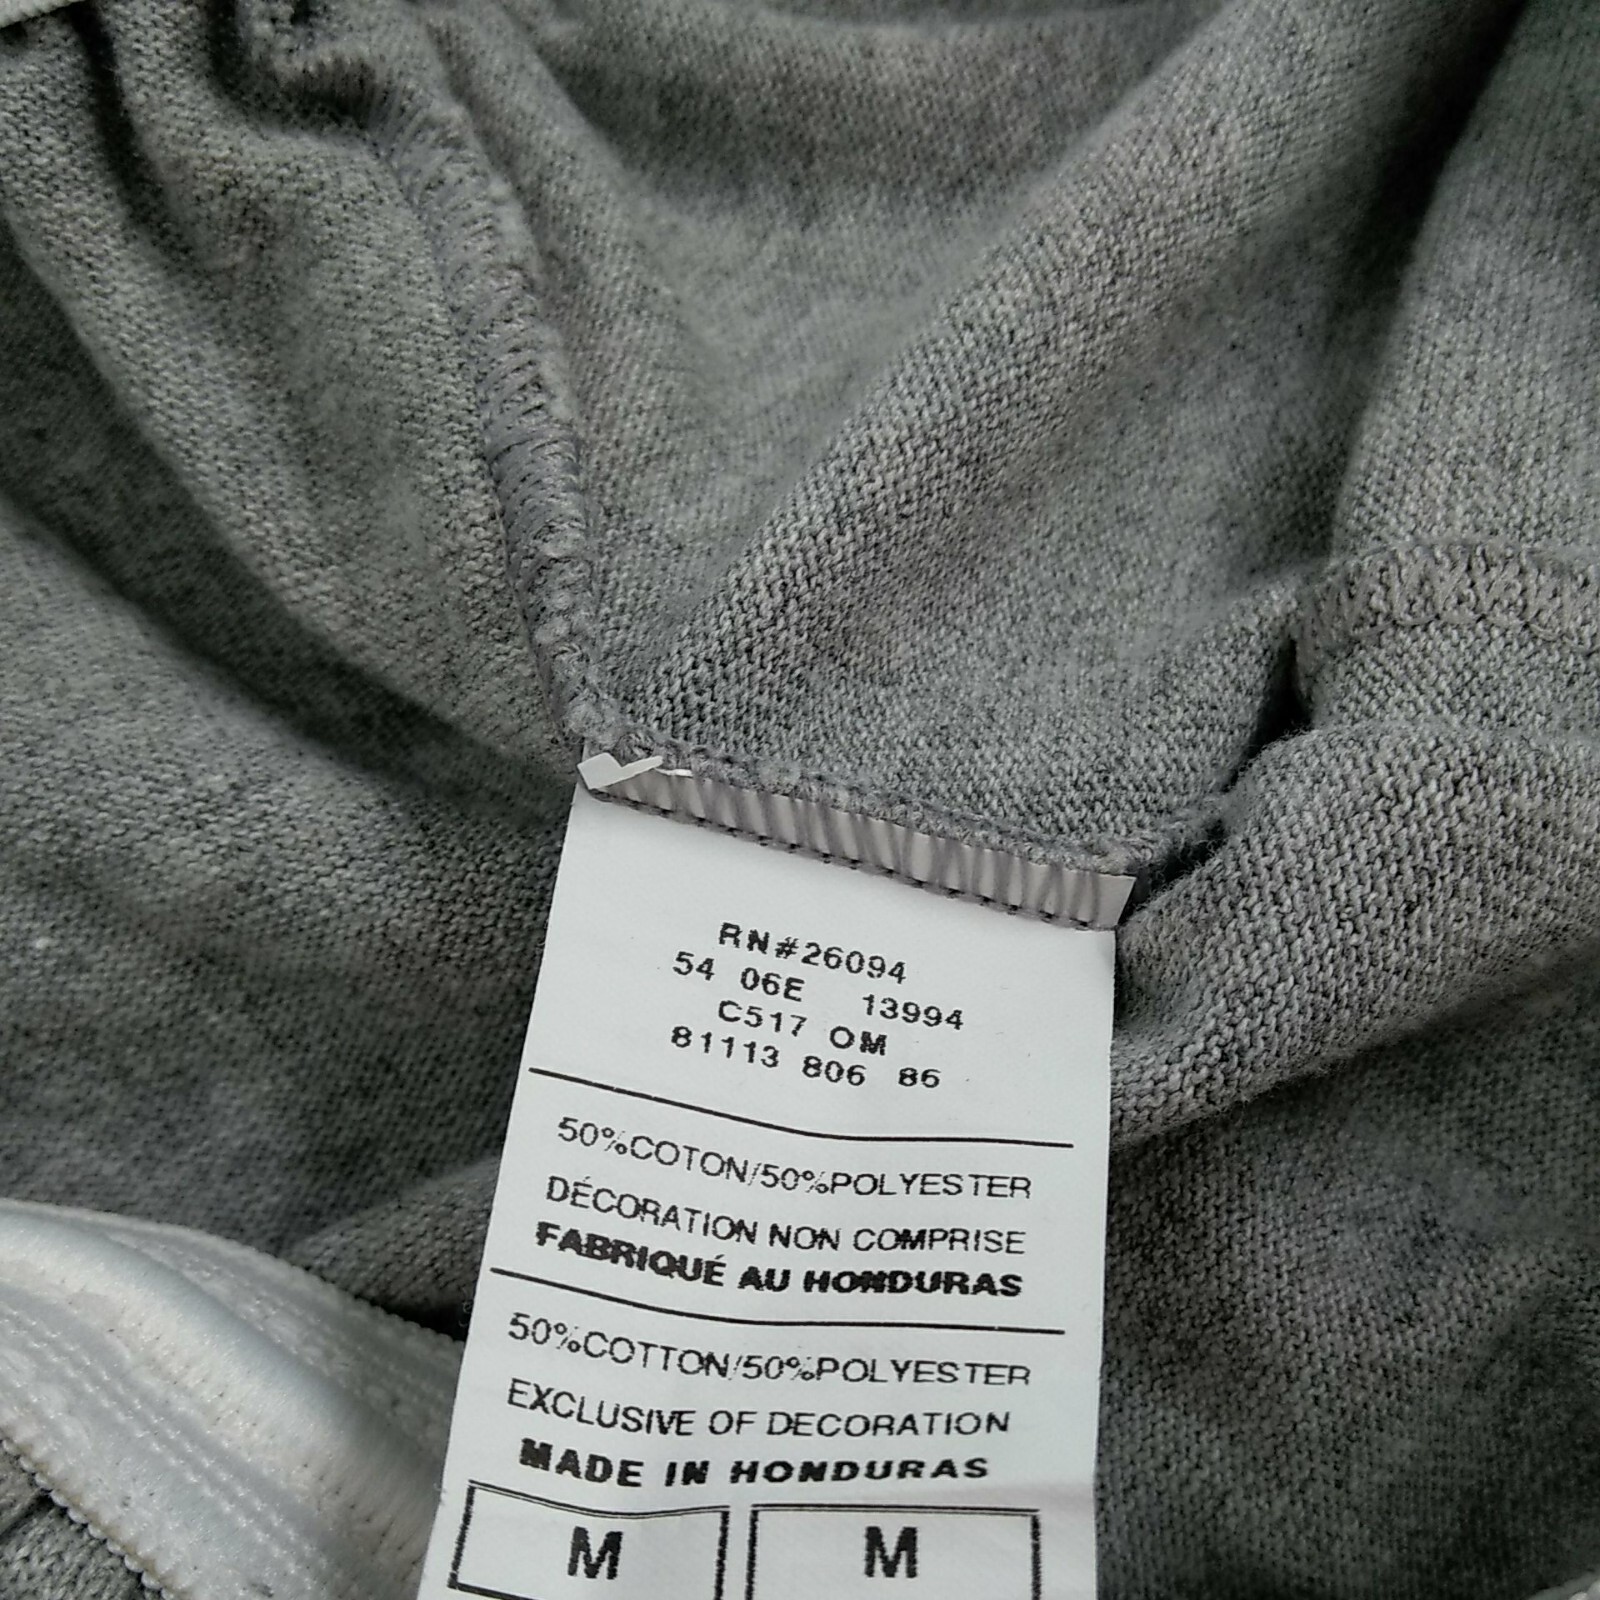 RN#26094
54 06E 13994
C517 OM
81113 806 86
50%COTON/50%POLYESTER
DÉCORATION NON COMPRISE
FABRIQUÉ AU HONDURAS
50%COTTON/50%POLYESTER
EXCLUSIVE OF DECORATION
MADE IN HONDURAS
M M